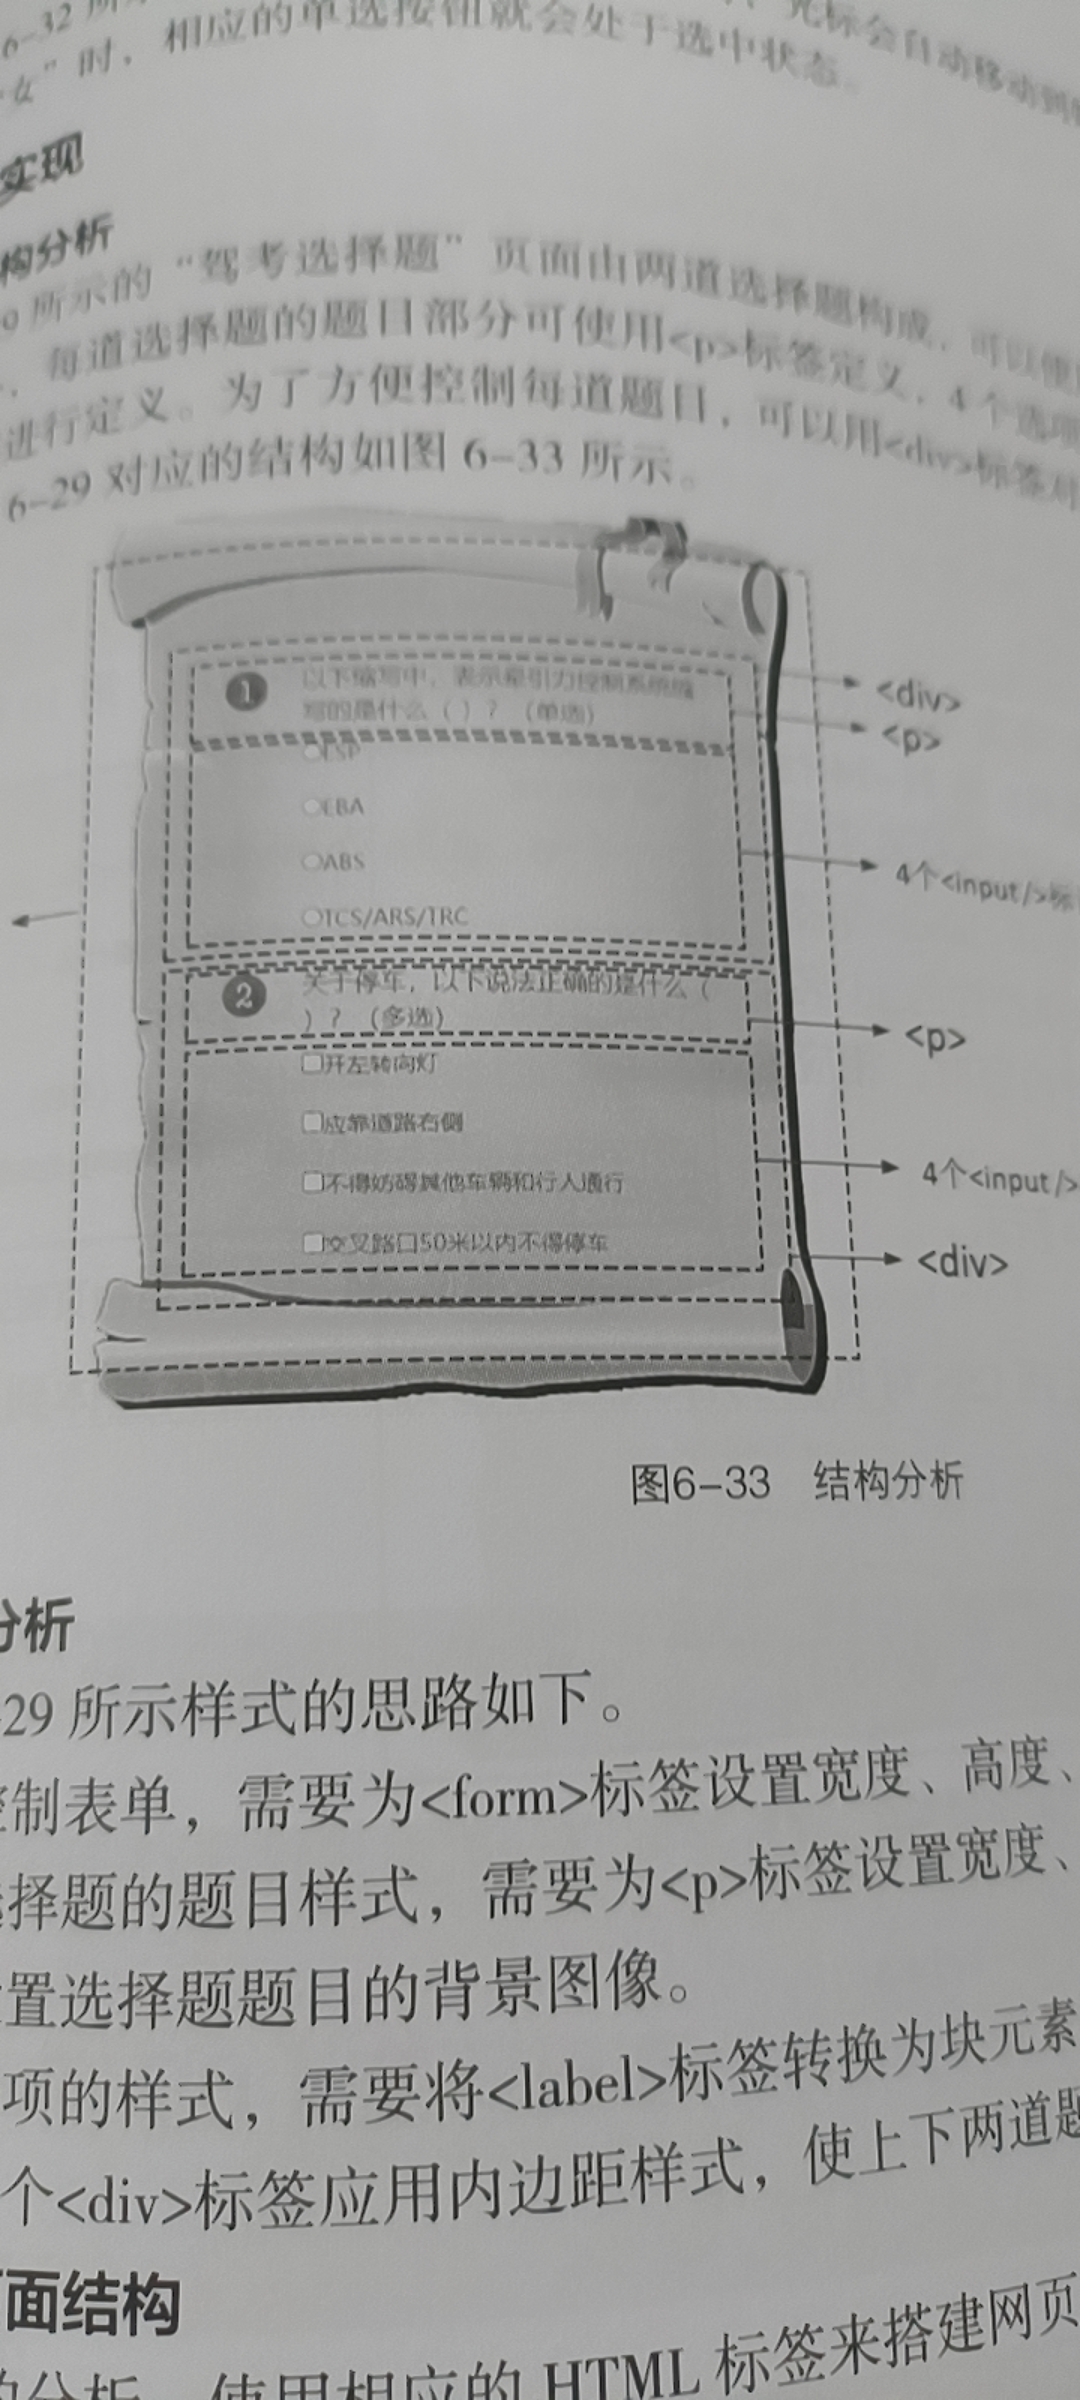 6-32 所
光标会自动移动到
女”时，相应的单选按钮就会处于选中状态。
实现
构分析
9 所示的“驾考选择题”页面由两道选择题构成，可以使
，每道选择题的题目部分可使用<p>标签定义，4 个选项
进行定义。为了方便控制每道题目，可以用<div>标签对
6-29 对应的结构如图 6-33 所示。
1 以下缩写中，表示牵引力控制系统缩
写的是什么（ ）？（单选）
<div>
<p>
ESP
EBA
ABS
4个<input/>标
TCS/ARS/TRC
2 关于停车，以下说法正确的是什么（
）？（多选）
<p>
开左转向灯
应靠道路右侧
不得妨碍其他车辆和行人通行
4个<input/>
交叉路口50米以内不得停车
<div>
图6-33 结构分析
分析
-29 所示样式的思路如下。
控制表单，需要为<form>标签设置宽度、高度、
选择题的题目样式，需要为<p>标签设置宽度、
置选择题题目的背景图像。
项的样式，需要将<label>标签转换为块元素
个<div>标签应用内边距样式，使上下两道题
面结构
的分析，使用相应的 HTML 标签来搭建网页